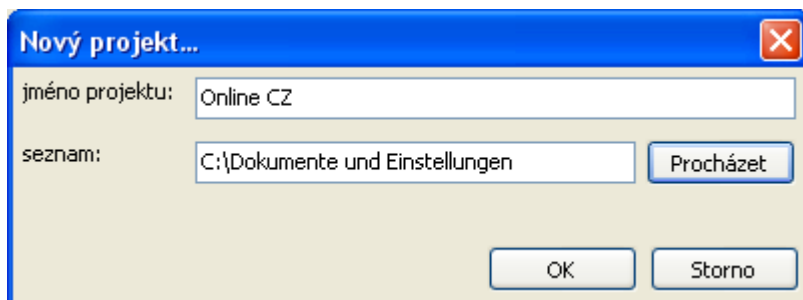 Nový projekt...
jméno projektu: Online CZ
seznam: C:\Dokumente und Einstellungen Procházet
OK Storno